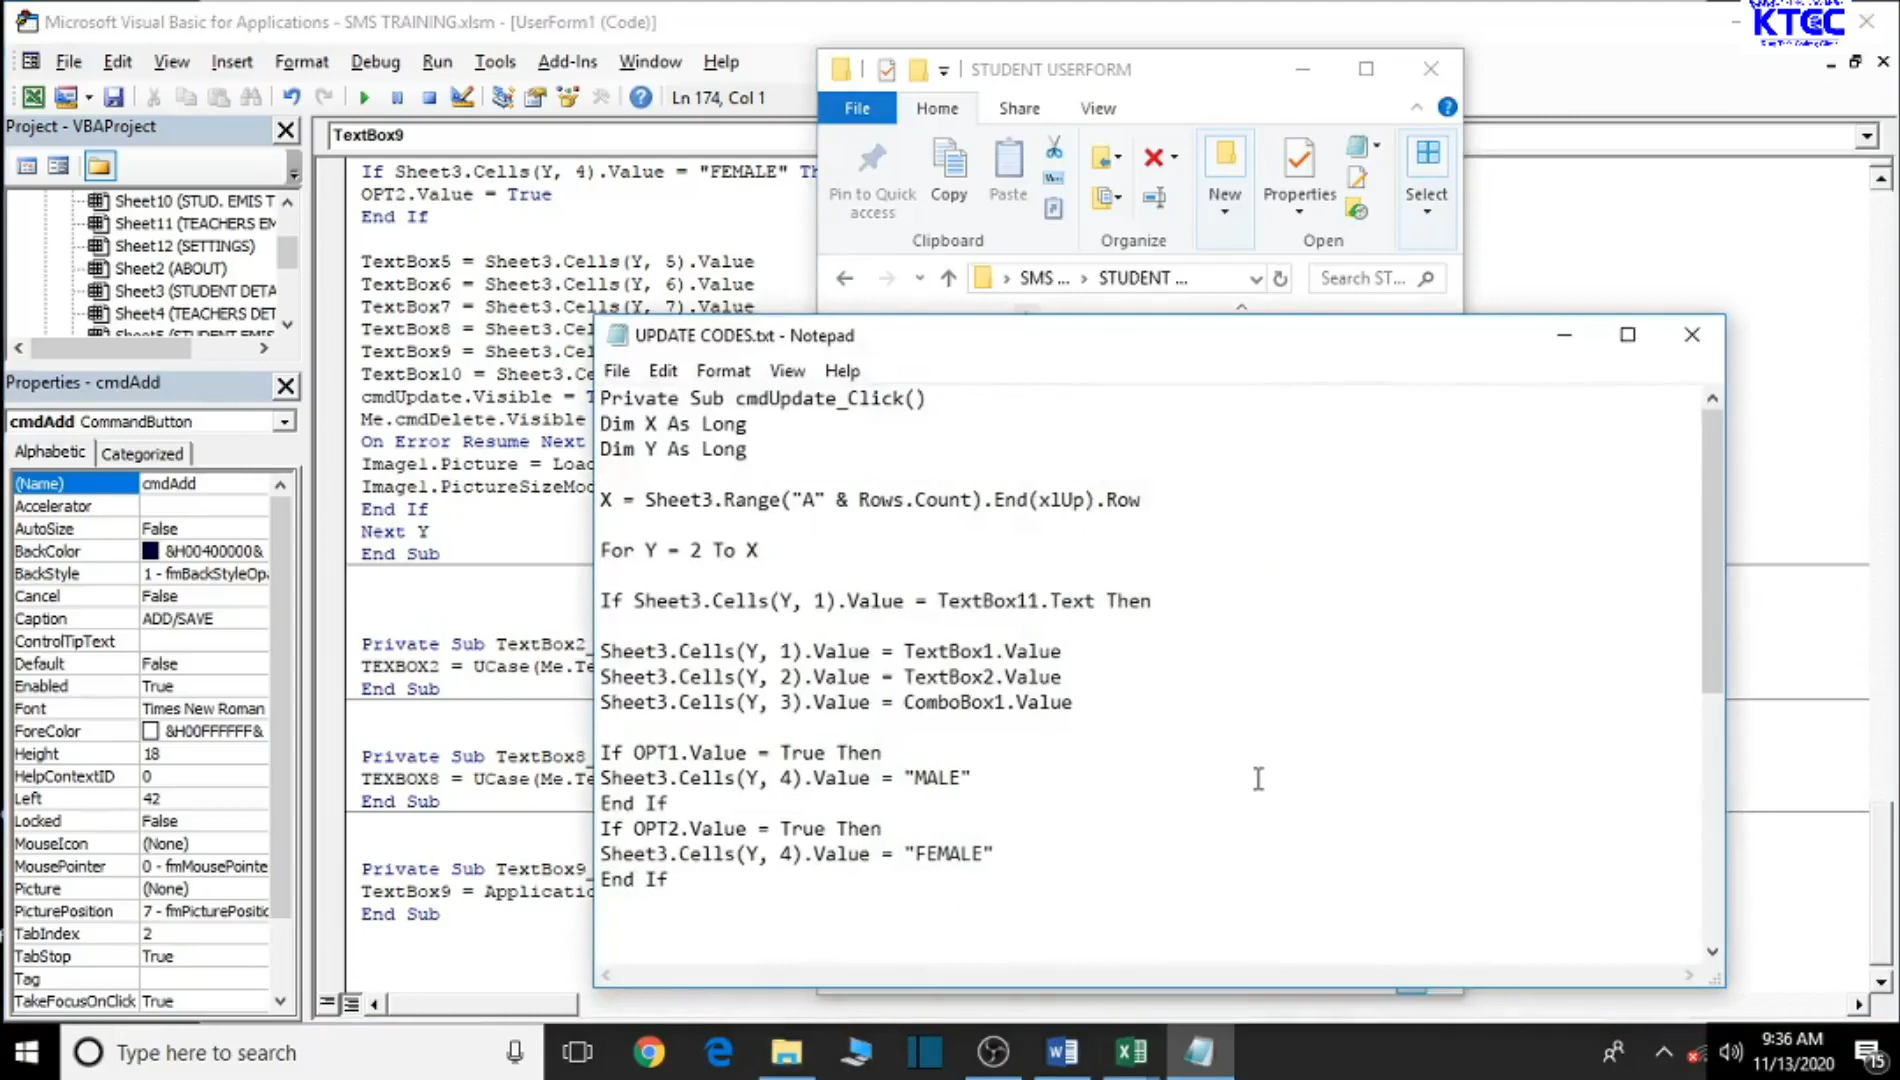 Microsoft Visual Basic for Applications - SMS TRAINING.xlsm - [UserForm1 (Code)]
KTCC
File Edit View Insert Format Debug Run Tools Add-Ins Window Help
Ln 174, Col 1
Project - VBAProject
Sheet10 (STUD. EMIS T
Sheet11 (TEACHERS EM
Sheet12 (SETTINGS)
Sheet2 (ABOUT)
Sheet3 (STUDENT DETA
Sheet4 (TEACHERS DET
Sheet5 (STUDENT EMIS
Properties - cmdAdd
cmdAdd CommandButton
Alphabetic Categorized
(Name) cmdAdd
Accelerator
AutoSize False
BackColor &H00400000&
BackStyle 1 - fmBackStyleOp
Cancel False
Caption ADD/SAVE
ControlTipText
Default False
Enabled True
Font Times New Roman
ForeColor &H00FFFFFF&
Height 18
HelpContextID 0
Left 42
Locked False
MouseIcon (None)
MousePointer 0 - fmMousePointe
Picture (None)
PicturePosition 7 - fmPicturePositic
TabIndex 2
TabStop True
Tag
TakeFocusOnClick True
TextBox9
If Sheet3.Cells(Y, 4).Value = "FEMALE" Th
OPT2.Value = True
End If
TextBox5 = Sheet3.Cells(Y, 5).Value
TextBox6 = Sheet3.Cells(Y, 6).Value
TextBox7 = Sheet3.Cells(Y, 7).Value
TextBox8 = Sheet3.Cel
TextBox9 = Sheet3.Cel
TextBox10 = Sheet3.Ce
cmdUpdate.Visible = T
Me.cmdDelete.Visible
On Error Resume Next
Image1.Picture = Load
Image1.PictureSizeMod
End If
Next Y
End Sub
Private Sub TextBox2_
TEXBOX2 = UCase(Me.Te
End Sub
Private Sub TextBox8_
TEXBOX8 = UCase(Me.Te
End Sub
Private Sub TextBox9_
TextBox9 = Applicatio
End Sub
STUDENT USERFORM
File Home Share View
Pin to Quick access
Copy
Paste
New
Properties
Select
Clipboard Organize Open
SMS ... STUDENT ...
Search ST...
UPDATE CODES.txt - Notepad
File Edit Format View Help
Private Sub cmdUpdate_Click()
Dim X As Long
Dim Y As Long
X = Sheet3.Range("A" & Rows.Count).End(xlUp).Row
For Y = 2 To X
If Sheet3.Cells(Y, 1).Value = TextBox11.Text Then
Sheet3.Cells(Y, 1).Value = TextBox1.Value
Sheet3.Cells(Y, 2).Value = TextBox2.Value
Sheet3.Cells(Y, 3).Value = ComboBox1.Value
If OPT1.Value = True Then
Sheet3.Cells(Y, 4).Value = "MALE"
End If
If OPT2.Value = True Then
Sheet3.Cells(Y, 4).Value = "FEMALE"
End If
Type here to search
9:36 AM
11/13/2020
15